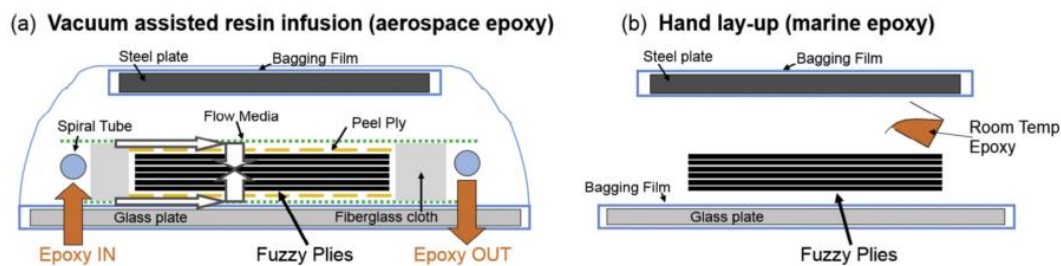 (a) Vacuum assisted resin infusion (aerospace epoxy)
Steel plate
Bagging Film
Spiral Tube
Flow Media
Peel Ply
Glass plate
Fiberglass cloth
Epoxy IN
Fuzzy Plies
Epoxy OUT
(b) Hand lay-up (marine epoxy)
Steel plate
Bagging Film
Room Temp
Epoxy
Bagging Film
Glass plate
Fuzzy Plies